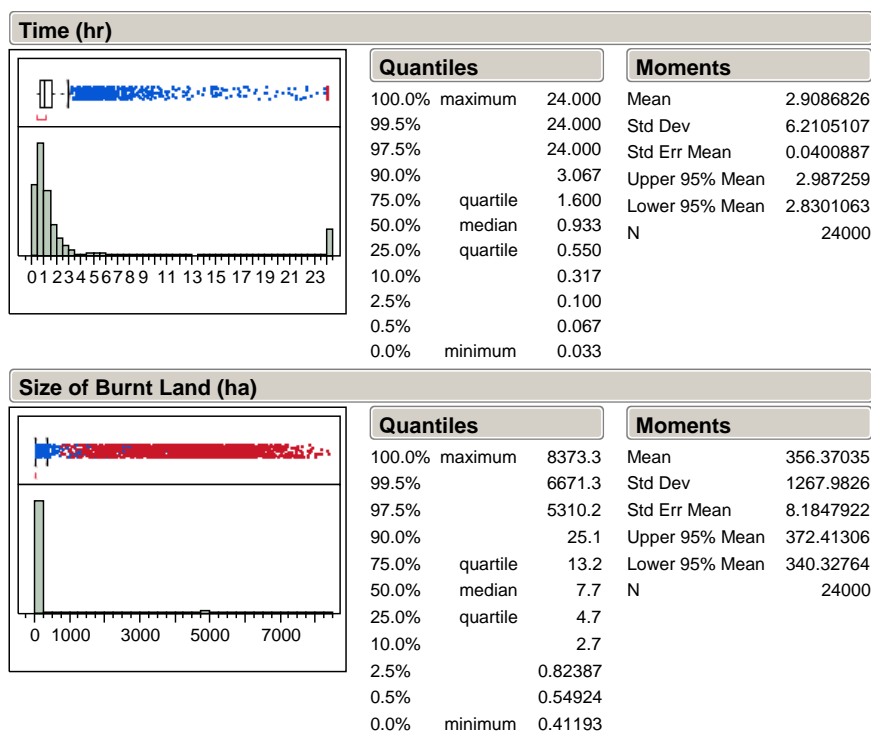 Time (hr)
Quantiles
100.0% maximum 24.000
99.5% 24.000
97.5% 24.000
90.0% 3.067
75.0% quartile 1.600
50.0% median 0.933
25.0% quartile 0.550
10.0% 0.317
2.5% 0.100
0.5% 0.067
0.0% minimum 0.033
Moments
Mean 2.9086826
Std Dev 6.2105107
Std Err Mean 0.0400887
Upper 95% Mean 2.987259
Lower 95% Mean 2.8301063
N 24000
0 1 2 3 4 5 6 7 8 9 11 13 15 17 19 21 23
Size of Burnt Land (ha)
Quantiles
100.0% maximum 8373.3
99.5% 6671.3
97.5% 5310.2
90.0% 25.1
75.0% quartile 13.2
50.0% median 7.7
25.0% quartile 4.7
10.0% 2.7
2.5% 0.82387
0.5% 0.54924
0.0% minimum 0.41193
Moments
Mean 356.37035
Std Dev 1267.9826
Std Err Mean 8.1847922
Upper 95% Mean 372.41306
Lower 95% Mean 340.32764
N 24000
0 1000 3000 5000 7000